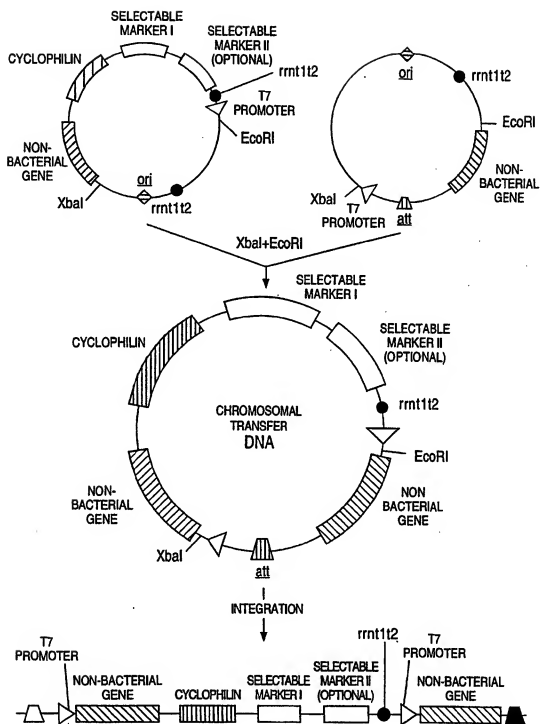 SELECTABLE
MARKER I
SELECTABLE
MARKER II
(OPTIONAL)
CYCLOPHILIN
rrnt1t2
T7
PROMOTER
EcoRI
NON-
BACTERIAL
GENE
XbaI
ori
rrnt1t2
ori
rrnt1t2
EcoRI
NON-
BACTERIAL
GENE
XbaI
T7
PROMOTER
att
XbaI+EcoRI
SELECTABLE
MARKER I
SELECTABLE
MARKER II
(OPTIONAL)
CYCLOPHILIN
rrnt1t2
CHROMOSOMAL
TRANSFER
DNA
EcoRI
NON-
BACTERIAL
GENE
NON
BACTERIAL
GENE
XbaI
att
INTEGRATION
T7
PROMOTER
NON-BACTERIAL
GENE
CYCLOPHILIN
SELECTABLE
MARKER I
SELECTABLE
MARKER II
(OPTIONAL)
rrnt1t2
T7
PROMOTER
NON-BACTERIAL
GENE